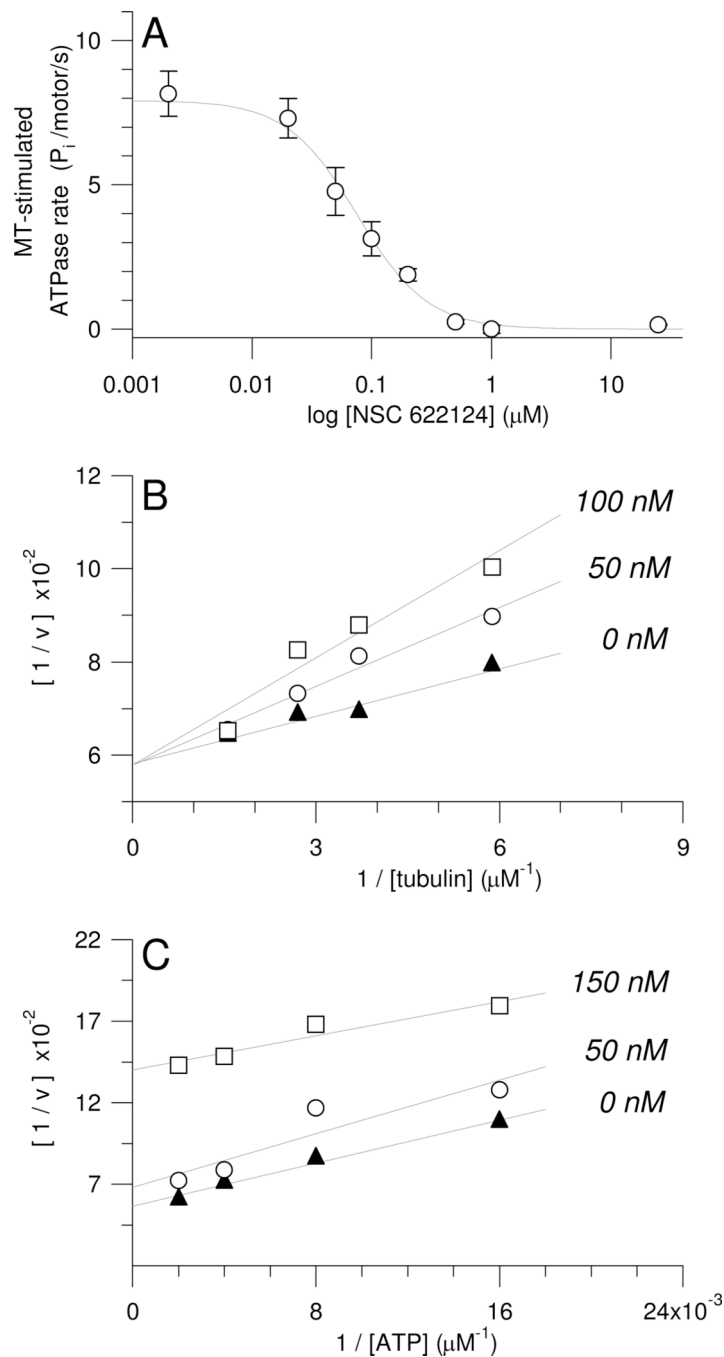 A
10
5
0
MT-stimulated
ATPase rate (Pi /motor/s)
0.001 0.01 0.1 1 10
log [NSC 622124] (μM)
B
12
10
8
6
[ 1 / v ] x10-2
100 nM
50 nM
0 nM
0 3 6 9
1 / [tubulin] (μM-1)
C
22
17
12
7
[ 1 / v ] x10-2
150 nM
50 nM
0 nM
0 8 16 24x10-3
1 / [ATP] (μM-1)